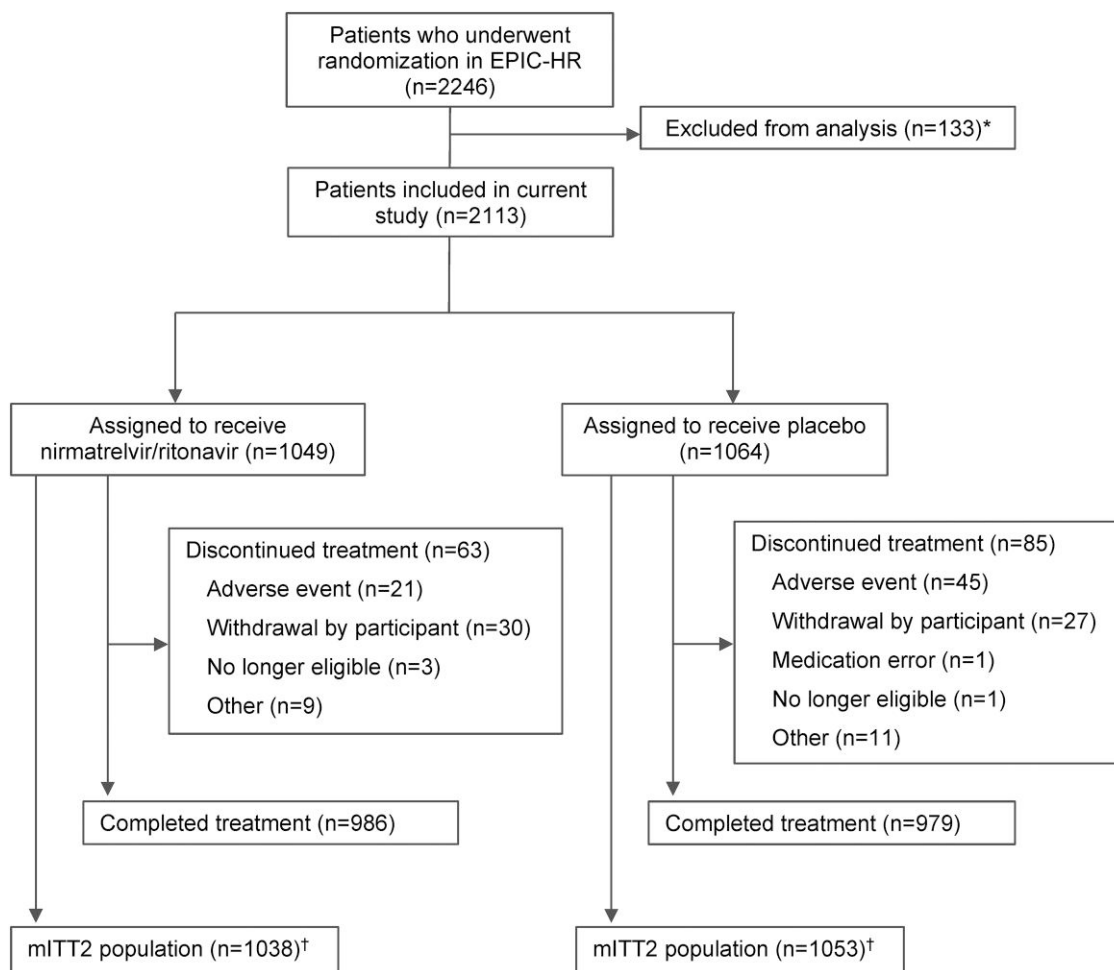 Patients who underwent
randomization in EPIC-HR
(n=2246)
Excluded from analysis (n=133)*
Patients included in current
study (n=2113)
Assigned to receive
nirmatrelvir/ritonavir (n=1049)
Discontinued treatment (n=63)
Adverse event (n=21)
Withdrawal by participant (n=30)
No longer eligible (n=3)
Other (n=9)
Completed treatment (n=986)
mITT2 population (n=1038)†
Assigned to receive placebo
(n=1064)
Discontinued treatment (n=85)
Adverse event (n=45)
Withdrawal by participant (n=27)
Medication error (n=1)
No longer eligible (n=1)
Other (n=11)
Completed treatment (n=979)
mITT2 population (n=1053)†